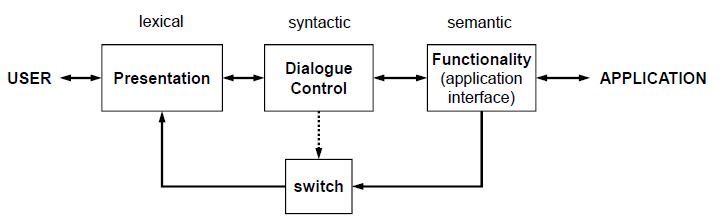 lexical
syntactic
semantic
USER
Presentation
Dialogue
Control
Functionality
(application
interface)
APPLICATION
switch